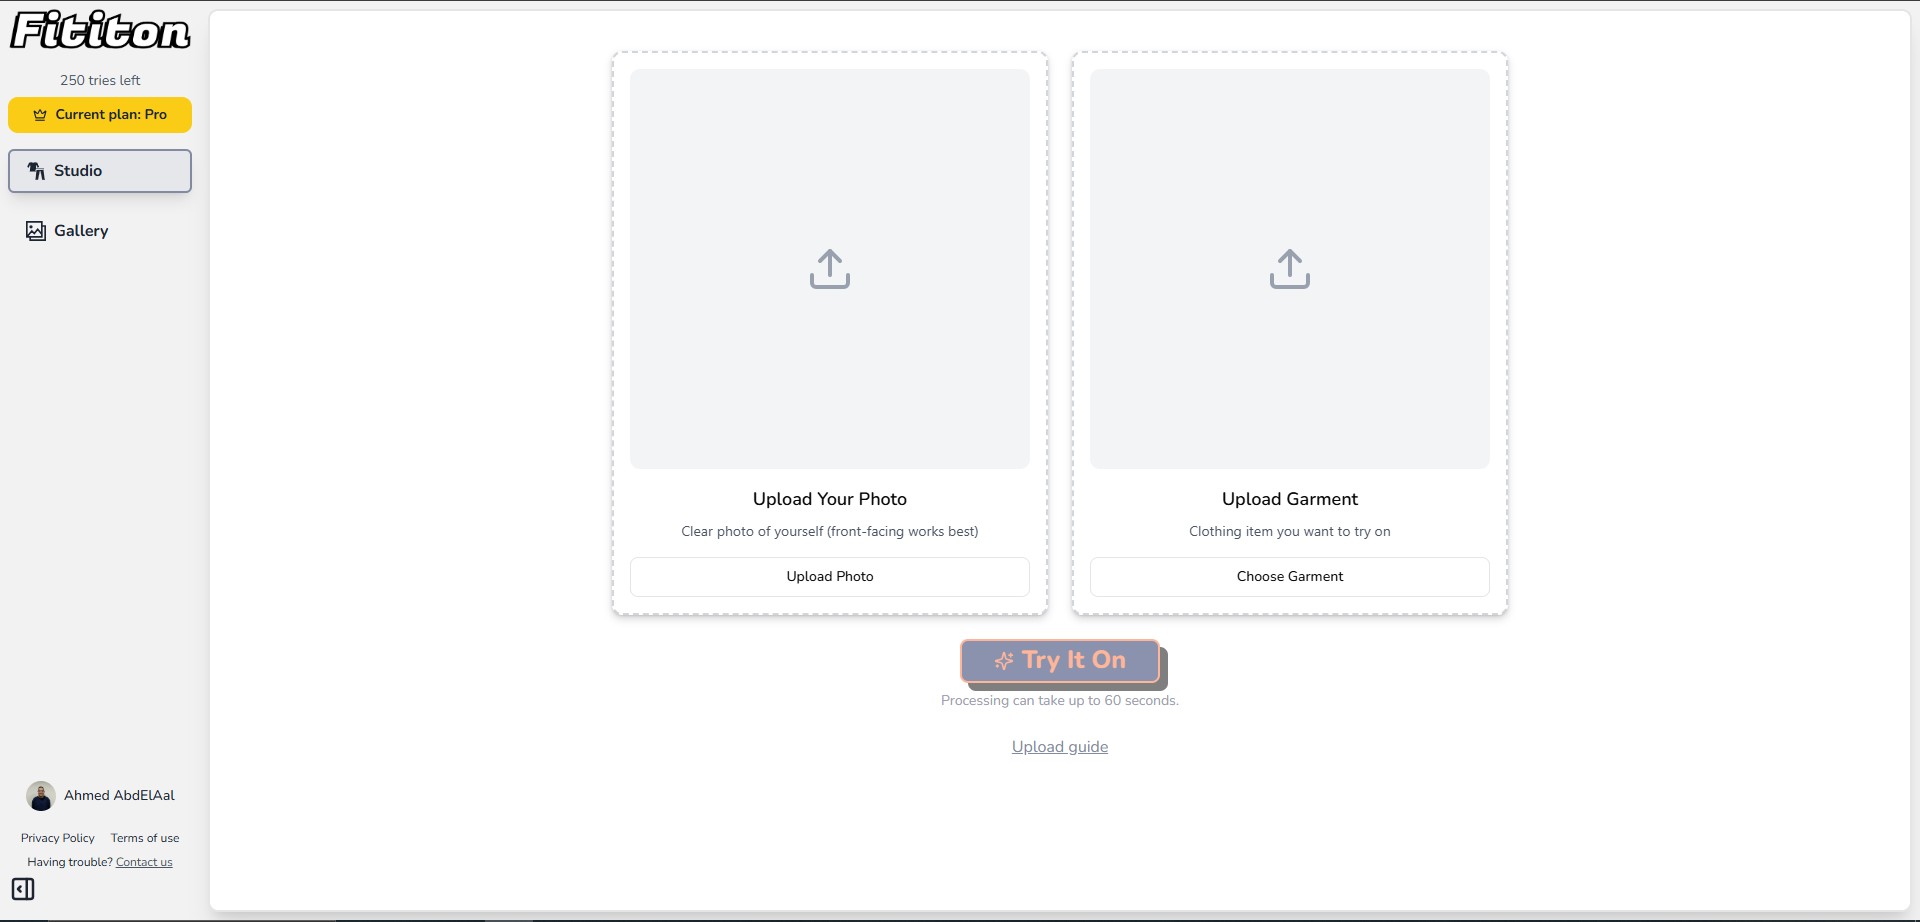 Fititon
250 tries left
Current plan: Pro
Studio
Gallery
Upload Your Photo
Clear photo of yourself (front-facing works best)
Upload Photo
Upload Garment
Clothing item you want to try on
Choose Garment
Try It On
Processing can take up to 60 seconds.
Upload guide
Ahmed AbdElAal
Privacy Policy Terms of use
Having trouble? Contact us